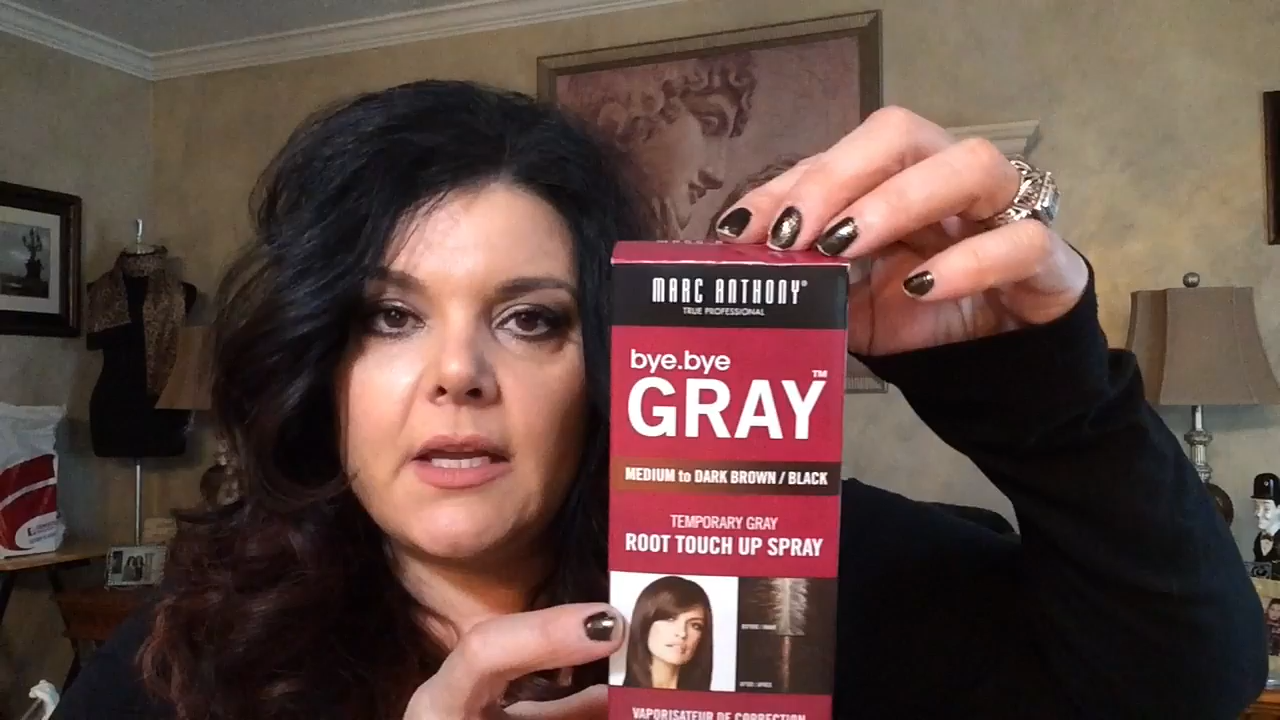 MARC ANTHONY®
TRUE PROFESSIONAL
bye.bye
GRAY™
MEDIUM to DARK BROWN / BLACK
TEMPORARY GRAY
ROOT TOUCH UP SPRAY
VAPORISATEUR DE CORRECTION